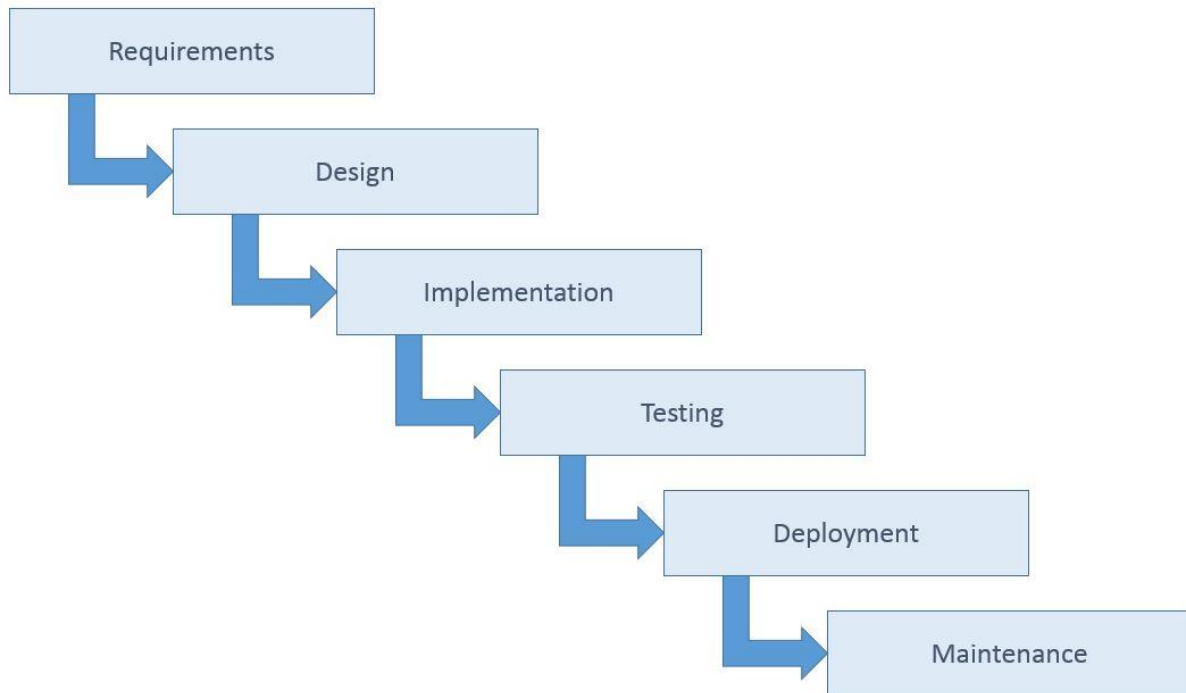 Requirements
Design
Implementation
Testing
Deployment
Maintenance